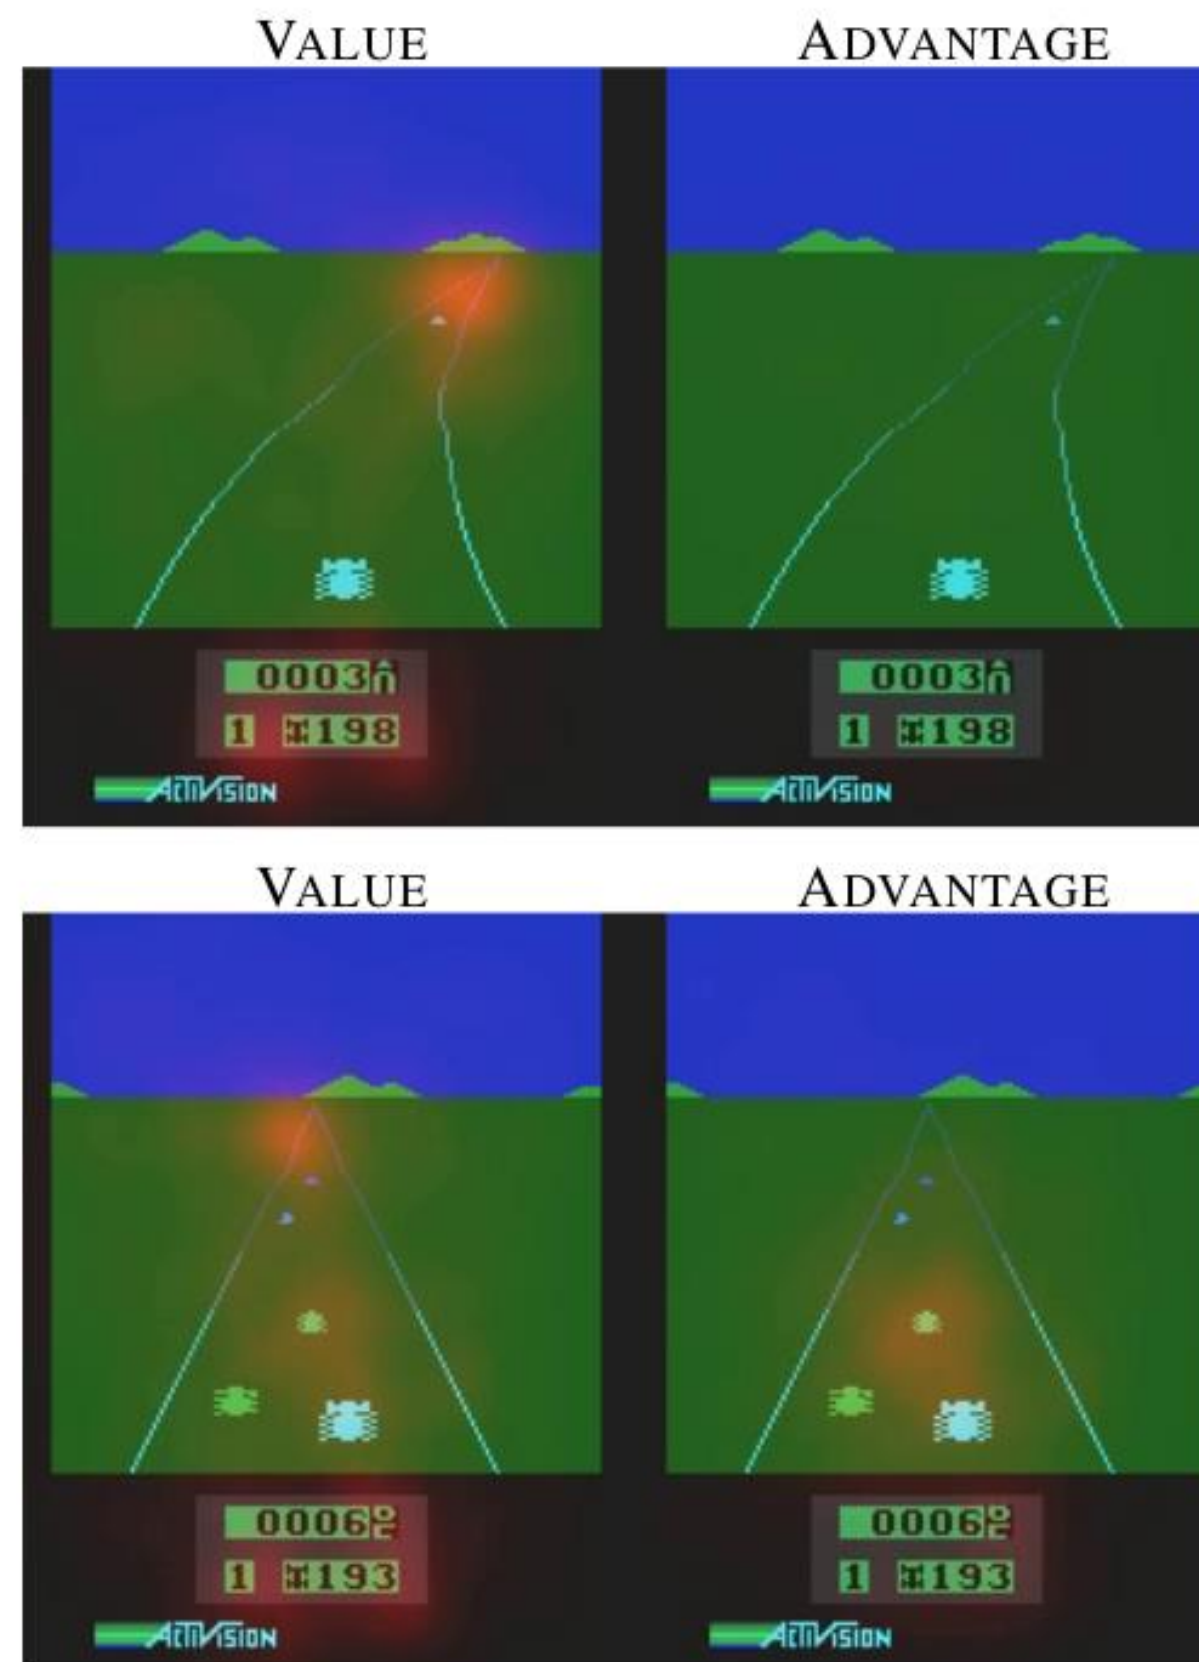 VALUE ADVANTAGE
0003 0003
1 198 1 198
ACTIVISION ACTIVISION
VALUE ADVANTAGE
0006 0006
1 193 1 193
ACTIVISION ACTIVISION